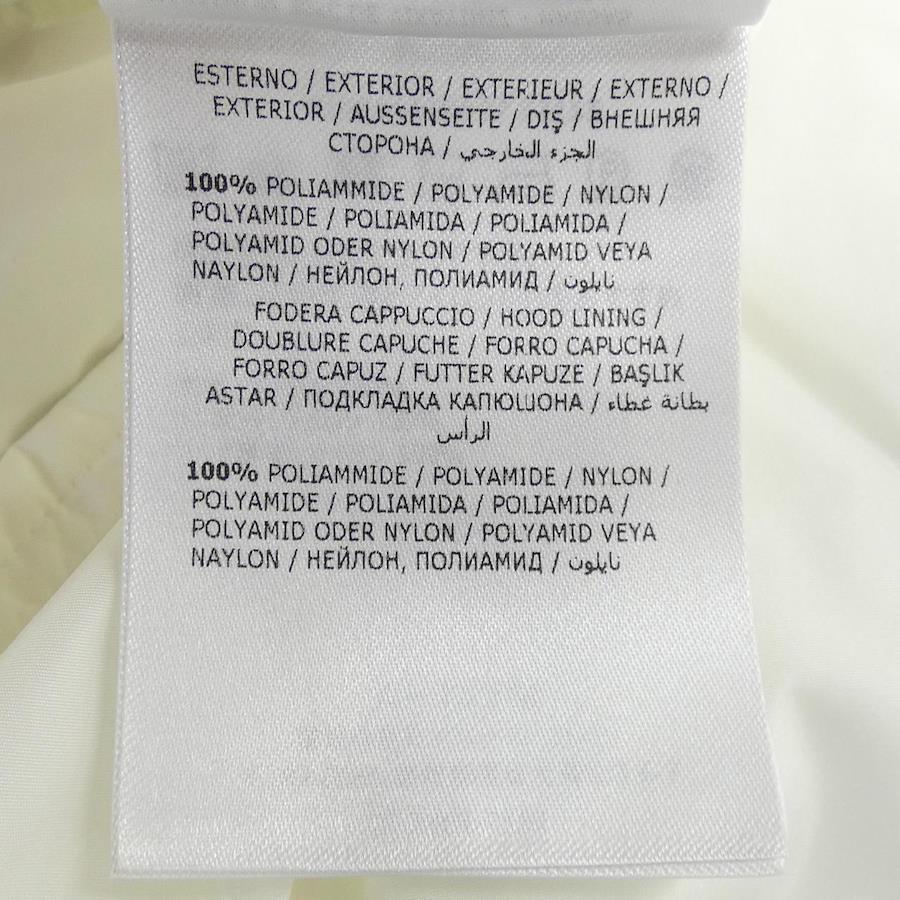 ESTERNO / EXTERIOR / EXTERIEUR / EXTERNO /
EXTERIOR / AUSSENSEITE / DIŞ / ВНЕШНЯЯ
СТОРОНА / الجزء الخارجي
100% POLIAMMIDE / POLYAMIDE / NYLON /
POLYAMIDE / POLIAMIDA / POLIAMIDA /
POLYAMID ODER NYLON / POLYAMID VEYA
NAYLON / НЕЙЛОН, ПОЛИАМИД / نايلون
FODERA CAPPUCCIO / HOOD LINING /
DOUBLURE CAPUCHE / FORRO CAPUCHA /
FORRO CAPUZ / FUTTER KAPUZE / BAŞLIK
ASTAR / ПОДКЛАДКА КАПЮШОНА / بطانة غطاء
الرأس
100% POLIAMMIDE / POLYAMIDE / NYLON /
POLYAMIDE / POLIAMIDA / POLIAMIDA /
POLYAMID ODER NYLON / POLYAMID VEYA
NAYLON / НЕЙЛОН, ПОЛИАМИД / نايلون